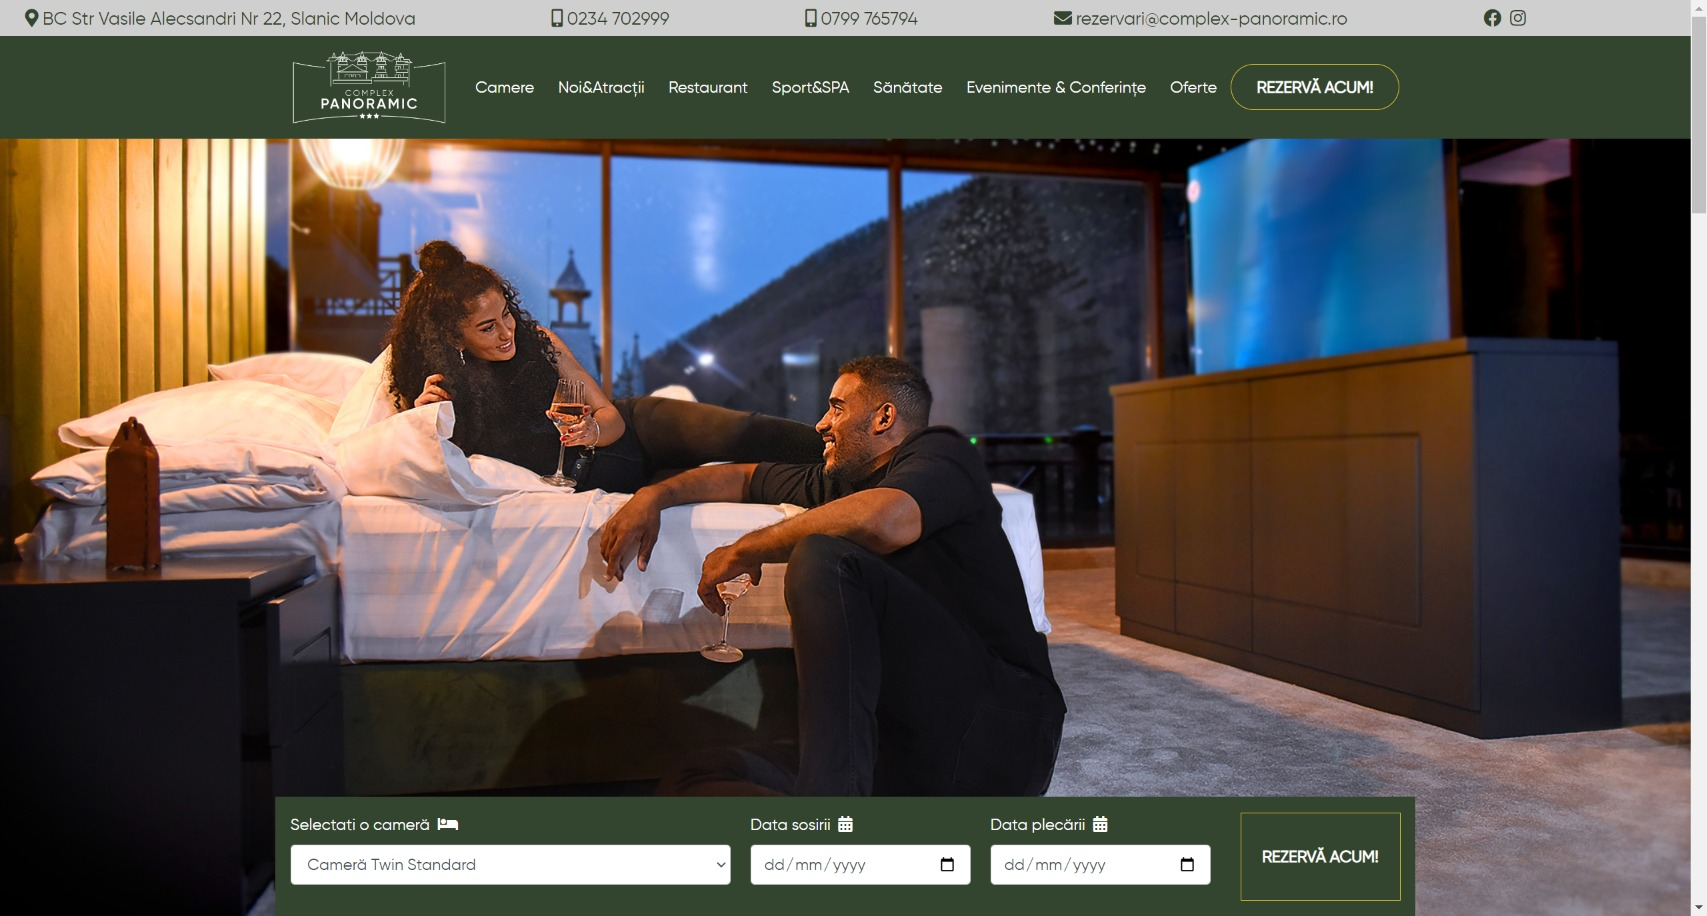 BC Str Vasile Alecsandri Nr 22, Slanic Moldova
0234 702999
0799 765794
rezervari@complex-panoramic.ro
COMPLEX
PANORAMIC
Camere
Noi&Atracții
Restaurant
Sport&SPA
Sănătate
Evenimente & Conferințe
Oferte
REZERVĂ ACUM!
Selectati o cameră
Cameră Twin Standard
Data sosirii
dd/mm/yyyy
Data plecării
dd/mm/yyyy
REZERVĂ ACUM!